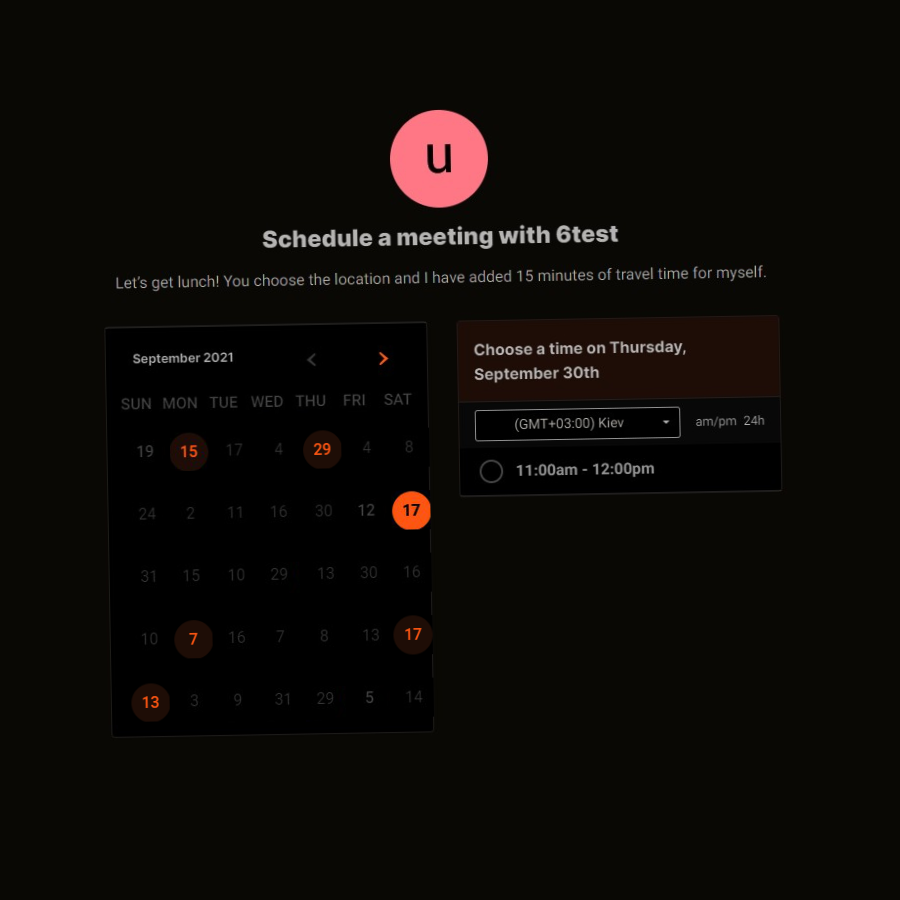 u
Schedule a meeting with 6test
Let's get lunch! You choose the location and I have added 15 minutes of travel time for myself.
September 2021
SUN MON TUE WED THU FRI SAT
19 15 17 4 29 4 8
24 2 11 16 30 12 17
31 15 10 29 13 30 16
10 7 16 7 8 13 17
13 3 9 31 29 5 14
Choose a time on Thursday,
September 30th
(GMT+03:00) Kiev am/pm 24h
11:00am - 12:00pm